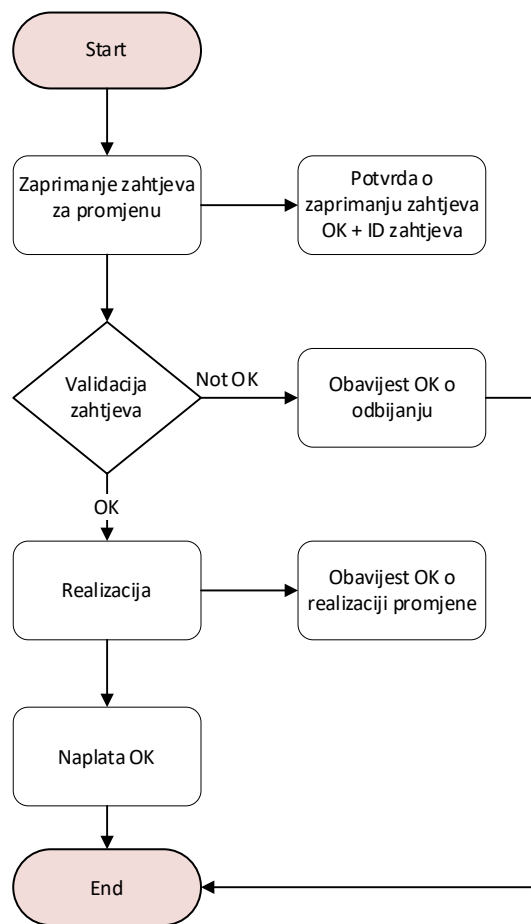 Start
Zaprimanje zahtjeva
za promjenu
Potvrda o
zaprimanju zahtjeva
OK + ID zahtjeva
Validacija
zahtjeva
Not OK
Obavijest OK o
odbijanju
OK
Realizacija
Obavijest OK o
realizaciji promjene
Naplata OK
End